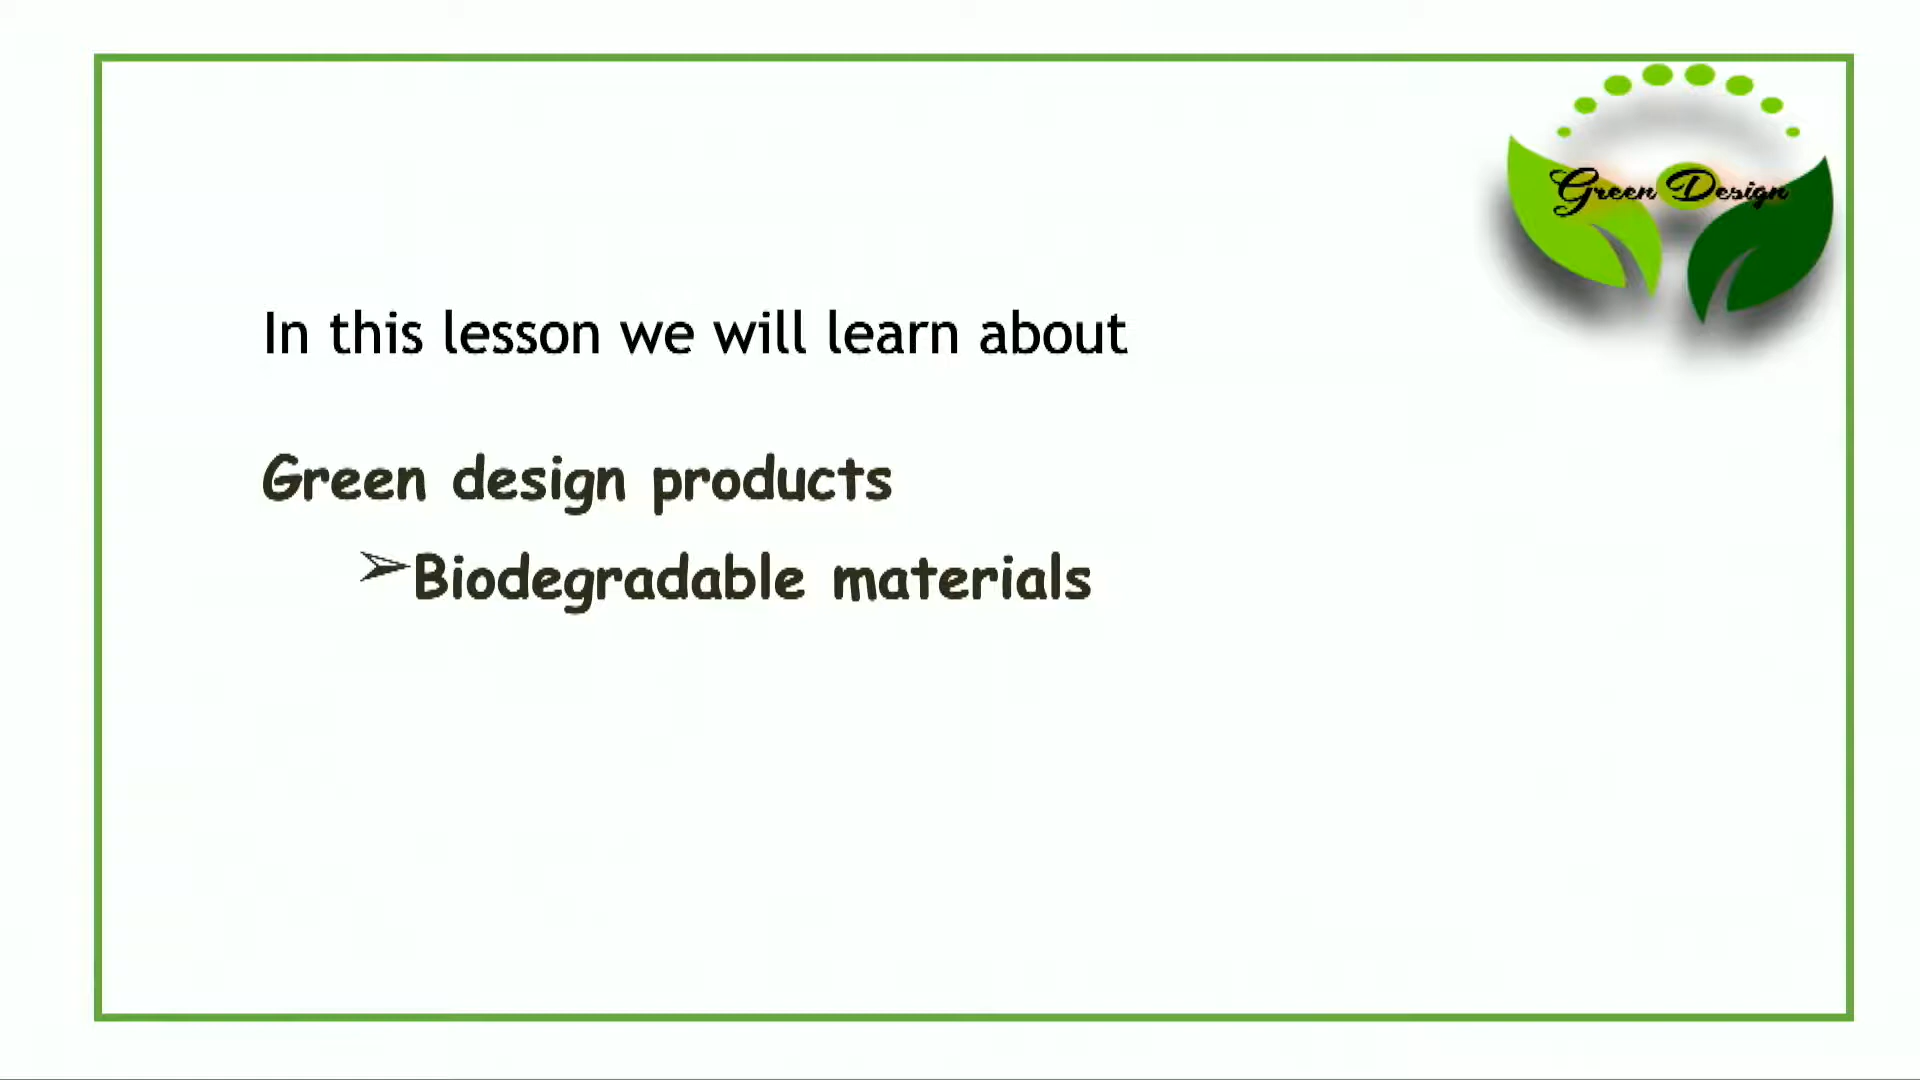 Green Design
In this lesson we will learn about
Green design products
➢Biodegradable materials